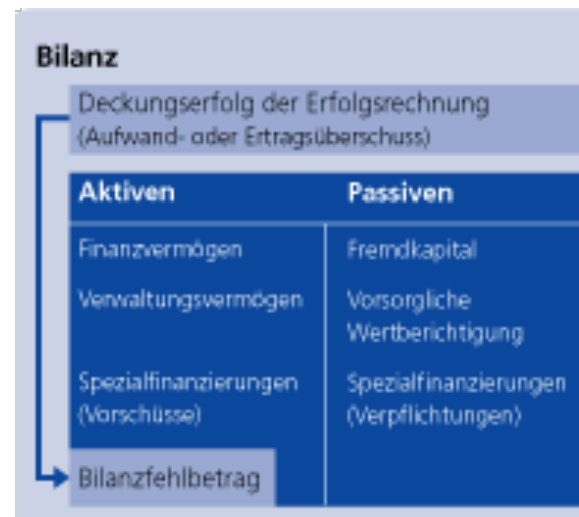 Bilanz
Deckungserfolg der Erfolgsrechnung
(Aufwand- oder Ertragsüberschuss)
Aktiven Passiven
Finanzvermögen Fremdkapital
Verwaltungsvermögen Vorsorgliche
Wertberichtigung
Spezialfinanzierungen Spezialfinanzierungen
(Vorschüsse) (Verpflichtungen)
Bilanzfehlbetrag